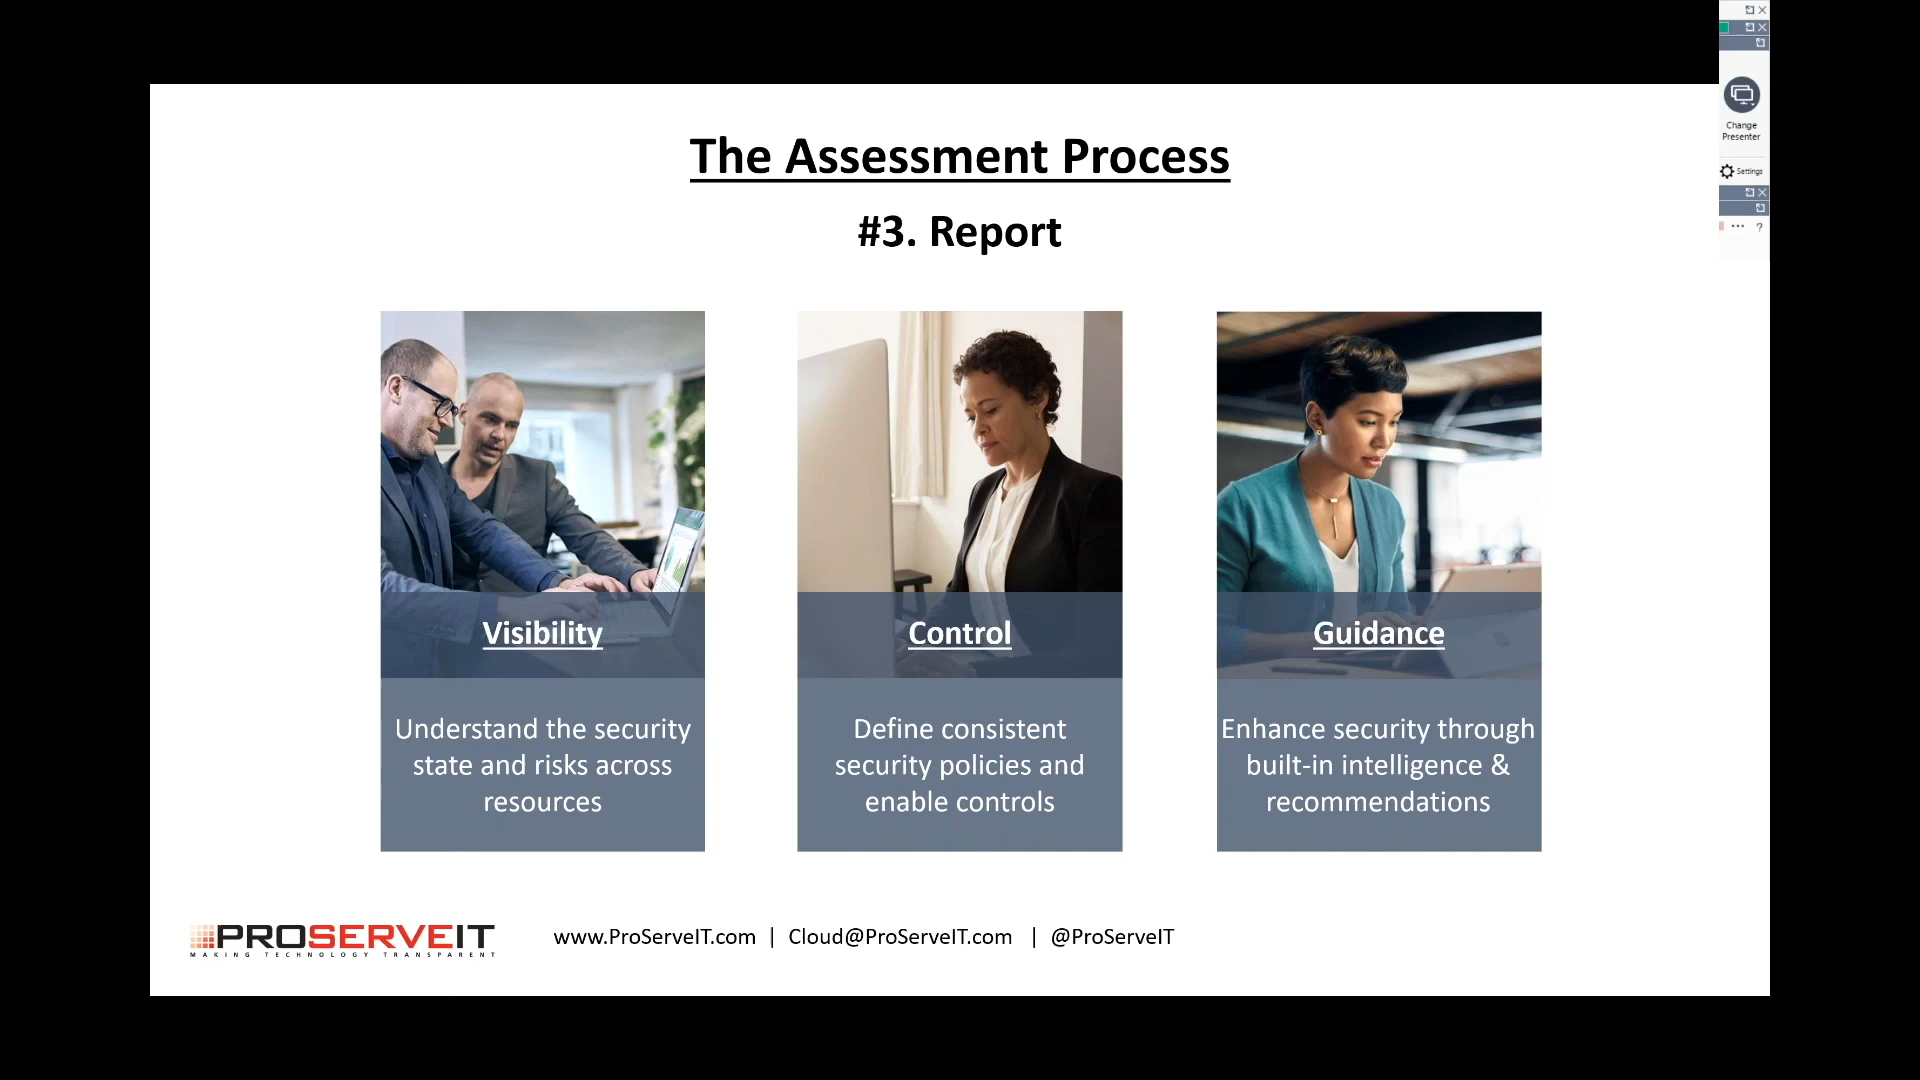 The Assessment Process
#3. Report
Change
Presenter
Settings
... ?
Visibility
Understand the security
state and risks across
resources
Control
Define consistent
security policies and
enable controls
Guidance
Enhance security through
built-in intelligence &
recommendations
PROSERVEIT
MAKING TECHNOLOGY TRANSPARENT
www.ProServeIT.com | Cloud@ProServeIT.com | @ProServeIT